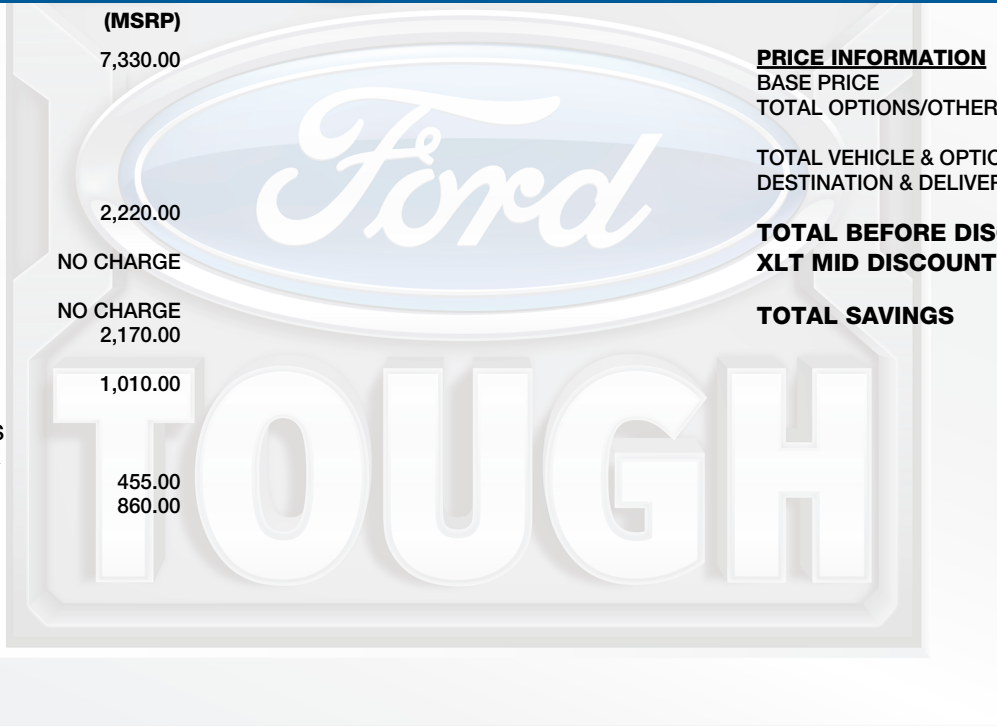 (MSRP)
7,330.00
2,220.00
NO CHARGE
NO CHARGE
2,170.00
1,010.00
S
455.00
860.00
PRICE INFORMATION
BASE PRICE
TOTAL OPTIONS/OTHER
TOTAL VEHICLE & OPTIO
DESTINATION & DELIVER
TOTAL BEFORE DIS
XLT MID DISCOUNT
TOTAL SAVINGS
Ford
TOUGH